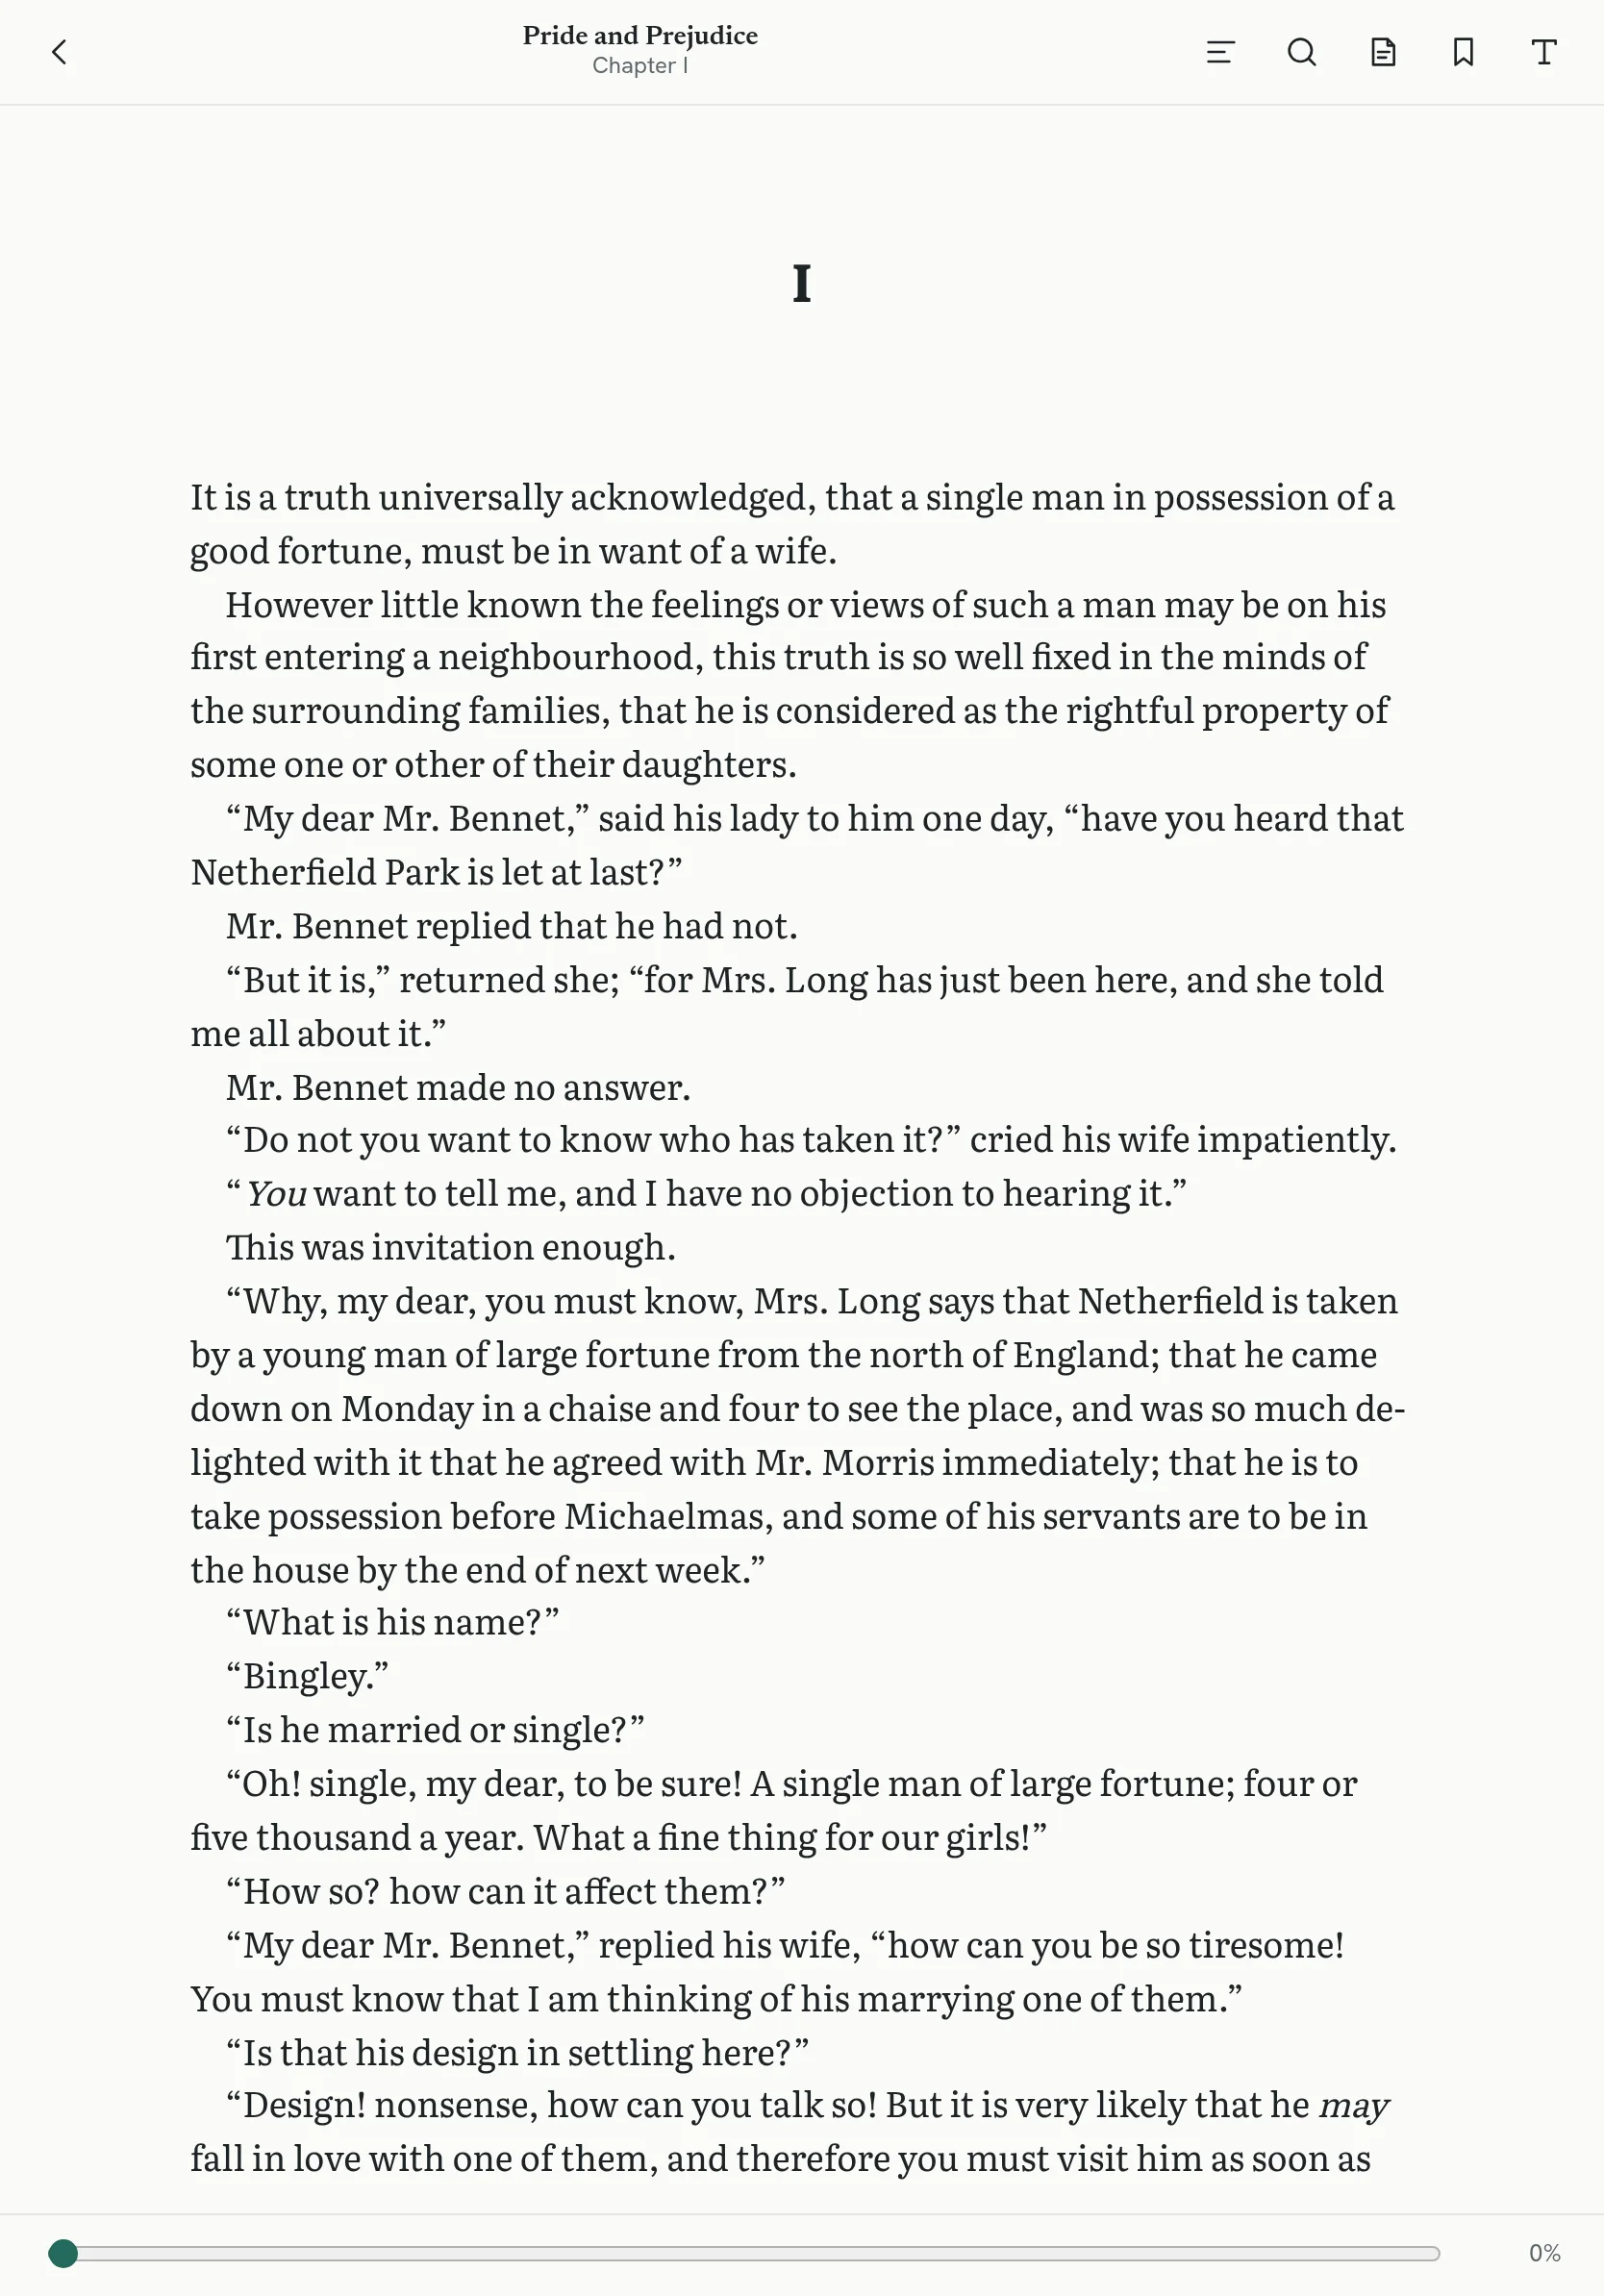 Pride and Prejudice
Chapter I
I
It is a truth universally acknowledged, that a single man in possession of a
good fortune, must be in want of a wife.
However little known the feelings or views of such a man may be on his
first entering a neighbourhood, this truth is so well fixed in the minds of
the surrounding families, that he is considered as the rightful property of
some one or other of their daughters.
“My dear Mr. Bennet,” said his lady to him one day, “have you heard that
Netherfield Park is let at last?”
Mr. Bennet replied that he had not.
“But it is,” returned she; “for Mrs. Long has just been here, and she told
me all about it.”
Mr. Bennet made no answer.
“Do not you want to know who has taken it?” cried his wife impatiently.
“You want to tell me, and I have no objection to hearing it.”
This was invitation enough.
“Why, my dear, you must know, Mrs. Long says that Netherfield is taken
by a young man of large fortune from the north of England; that he came
down on Monday in a chaise and four to see the place, and was so much de-
lighted with it that he agreed with Mr. Morris immediately; that he is to
take possession before Michaelmas, and some of his servants are to be in
the house by the end of next week.”
“What is his name?”
“Bingley.”
“Is he married or single?”
“Oh! single, my dear, to be sure! A single man of large fortune; four or
five thousand a year. What a fine thing for our girls!”
“How so? how can it affect them?”
“My dear Mr. Bennet,” replied his wife, “how can you be so tiresome!
You must know that I am thinking of his marrying one of them.”
“Is that his design in settling here?”
“Design! nonsense, how can you talk so! But it is very likely that he may
fall in love with one of them, and therefore you must visit him as soon as
0%